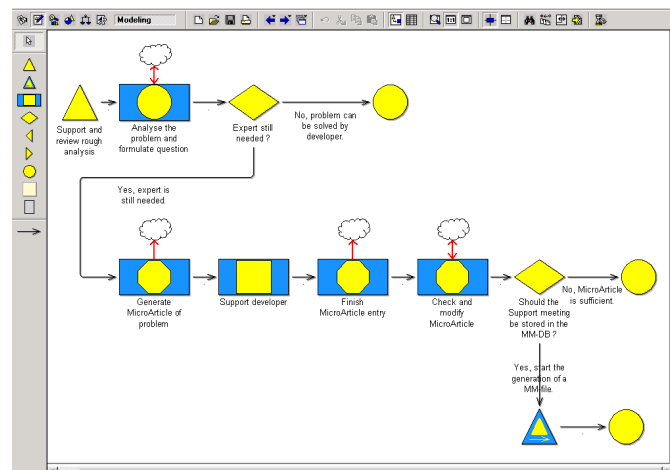 Modeling
Support and
review rough
analysis
Analyse the
problem and
formulate question
Expert still
needed ?
No, problem can
be solved by
developer.
Yes, expert is
still needed.
Generate
MicroArticle of
problem
Support developer
Finish
MicroArticle entry
Check and
modify
MicroArticle
Should the
Support meeting
be stored in the
MM-DB ?
No, MicroArticle
is sufficient.
Yes, start the
generation of a
MM-file.